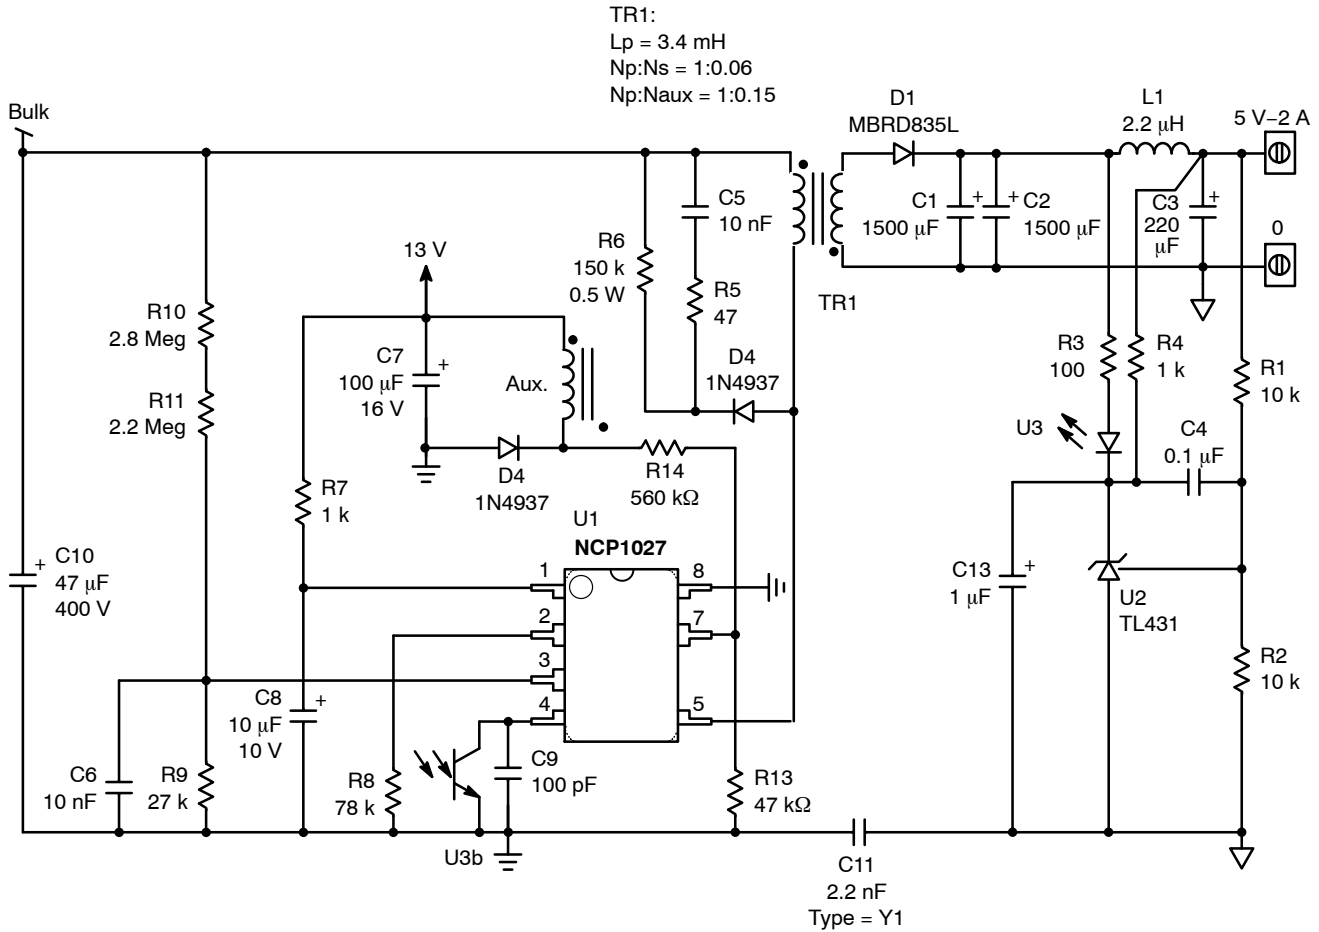 TR1:
Lp = 3.4 mH
Np:Ns = 1:0.06
Np:Naux = 1:0.15
Bulk
D1
MBRD835L
L1
2.2 μH
5 V−2 A
C5
10 nF
C1
1500 μF
C2
1500 μF
C3
220
μF
0
R6
150 k
0.5 W
13 V
R5
47
TR1
R10
2.8 Meg
C7
100 μF
16 V
Aux.
D4
1N4937
R3
100
R4
1 k
R1
10 k
R11
2.2 Meg
U3
C4
0.1 μF
D4
1N4937
R14
560 kΩ
R7
1 k
U1
NCP1027
C10
47 μF
400 V
1
8
C13
1 μF
U2
TL431
2
7
3
R2
10 k
C8
10 μF
10 V
4
5
C6
10 nF
R9
27 k
R8
78 k
C9
100 pF
R13
47 kΩ
U3b
C11
2.2 nF
Type = Y1